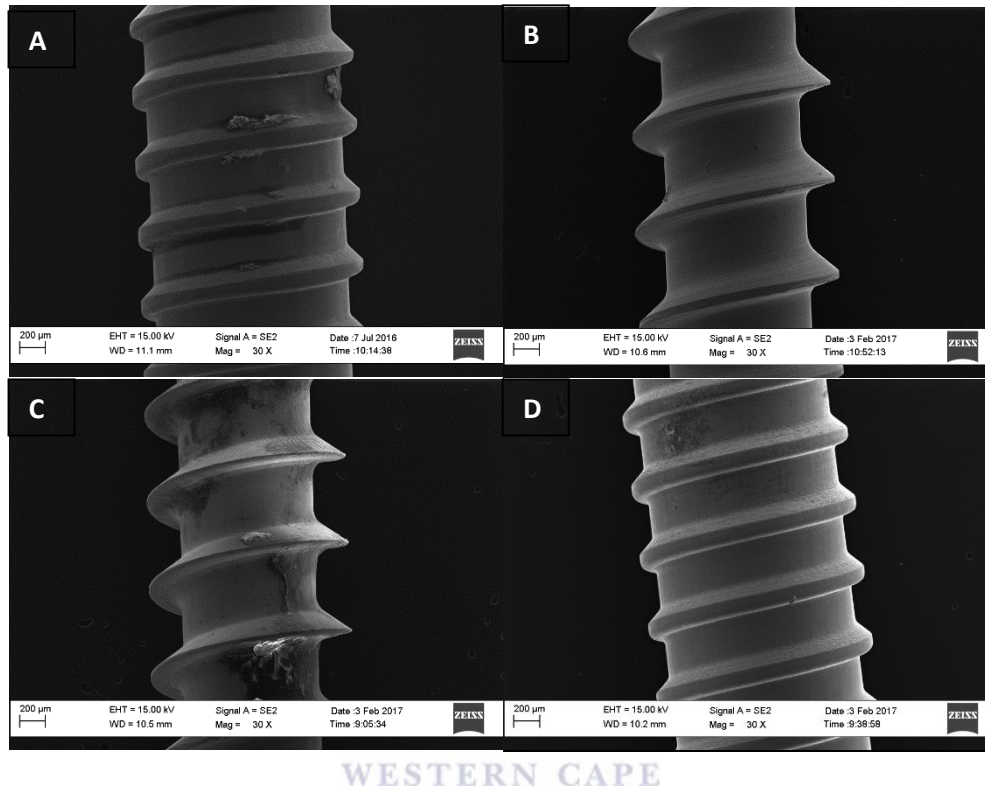 A
200 µm EHT = 15.00 kV Signal A = SE2 Date :7 Jul 2016 ZEISS
WD = 11.1 mm Mag = 30 X Time :10:14:38
B
200 µm EHT = 15.00 kV Signal A = SE2 Date :3 Feb 2017 ZEISS
WD = 10.6 mm Mag = 30 X Time :10:52:13
C
200 µm EHT = 15.00 kV Signal A = SE2 Date :3 Feb 2017 ZEISS
WD = 10.5 mm Mag = 30 X Time :9:05:34
D
200 µm EHT = 15.00 kV Signal A = SE2 Date :3 Feb 2017 ZEISS
WD = 10.2 mm Mag = 30 X Time :9:38:58
WESTERN CAPE